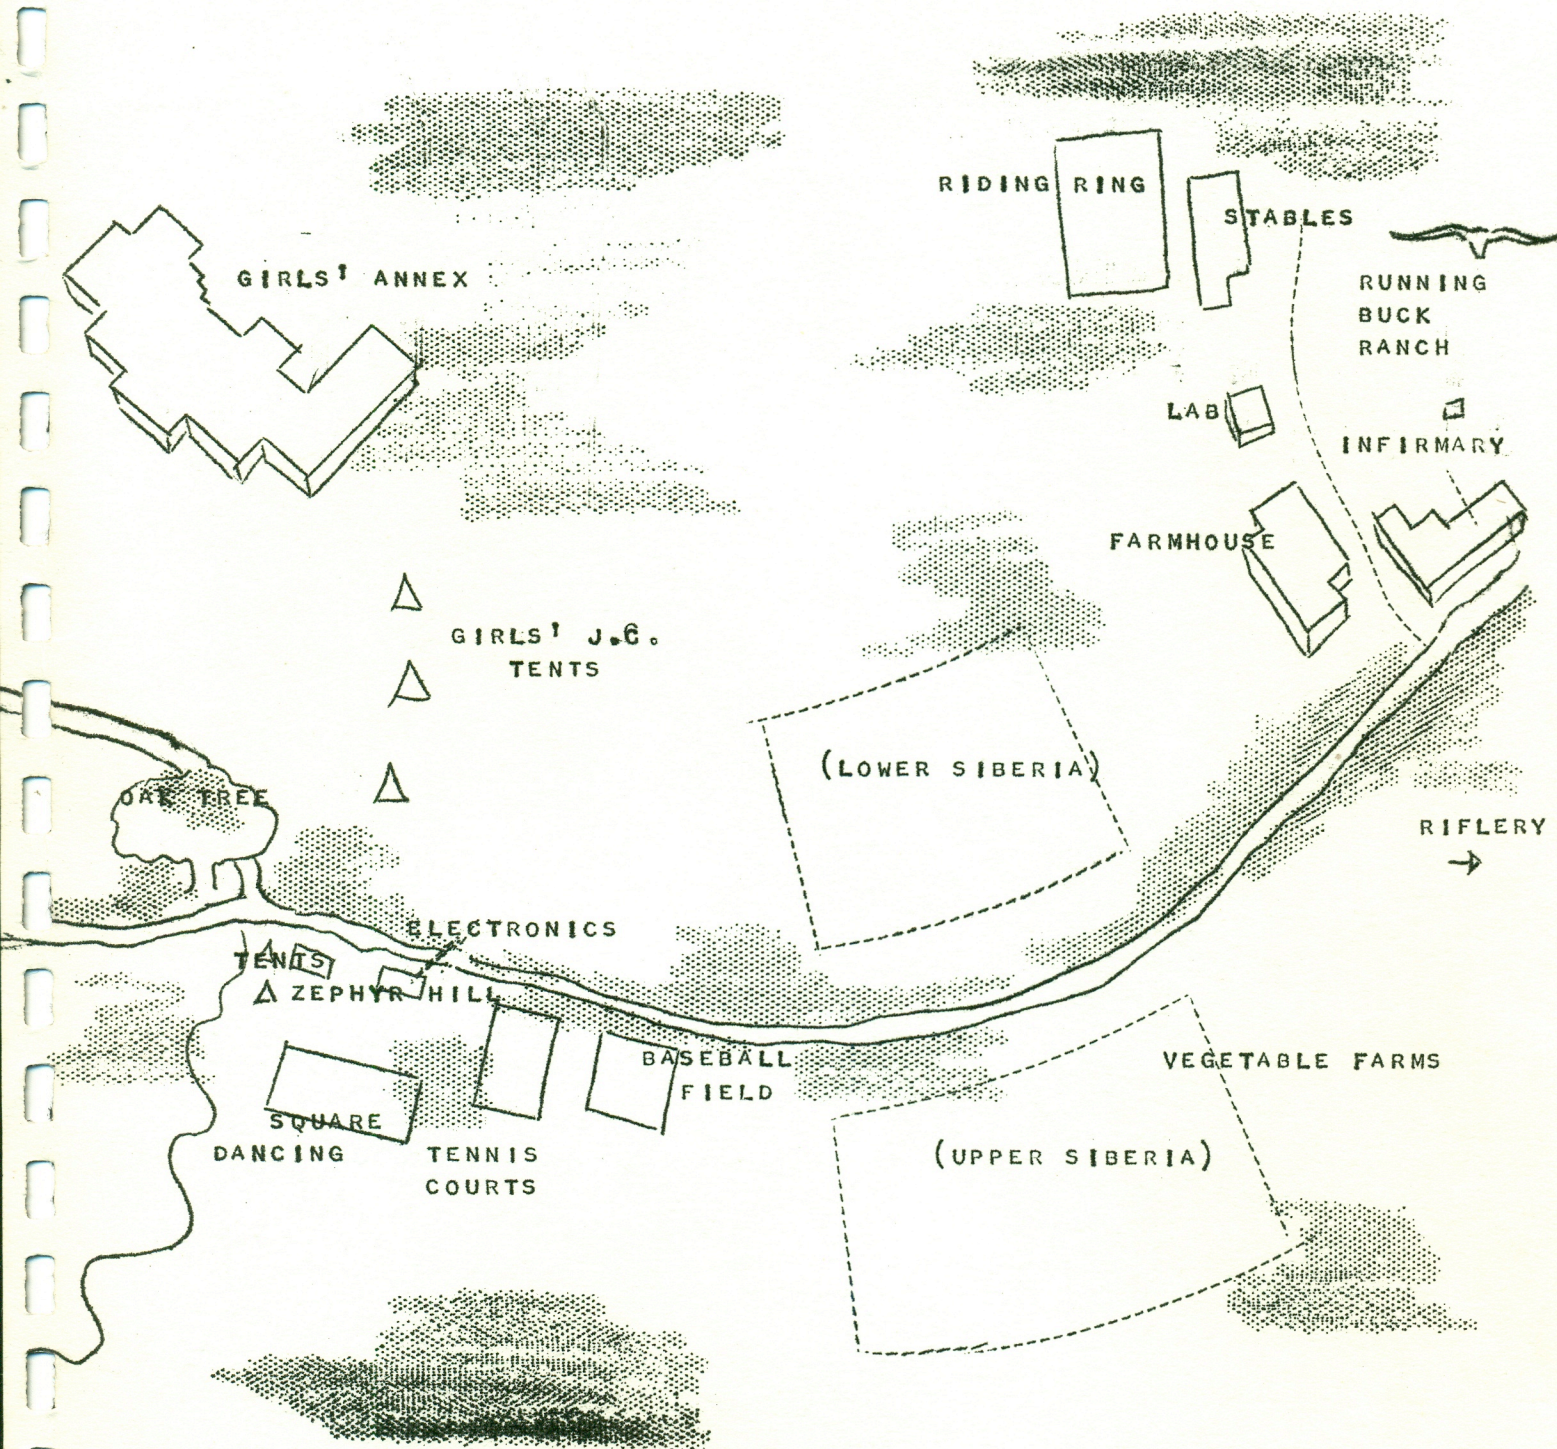 RIDING RING
STABLES
RUNNING
BUCK
RANCH
GIRLS' ANNEX
LAB
INFIRMARY
FARMHOUSE
GIRLS' J.C.
TENTS
(LOWER SIBERIA)
OAK TREE
RIFLERY
ELECTRONICS
TENTS
ZEPHYR HILL
BASEBALL
FIELD
VEGETABLE FARMS
SQUARE
DANCING
TENNIS
COURTS
(UPPER SIBERIA)